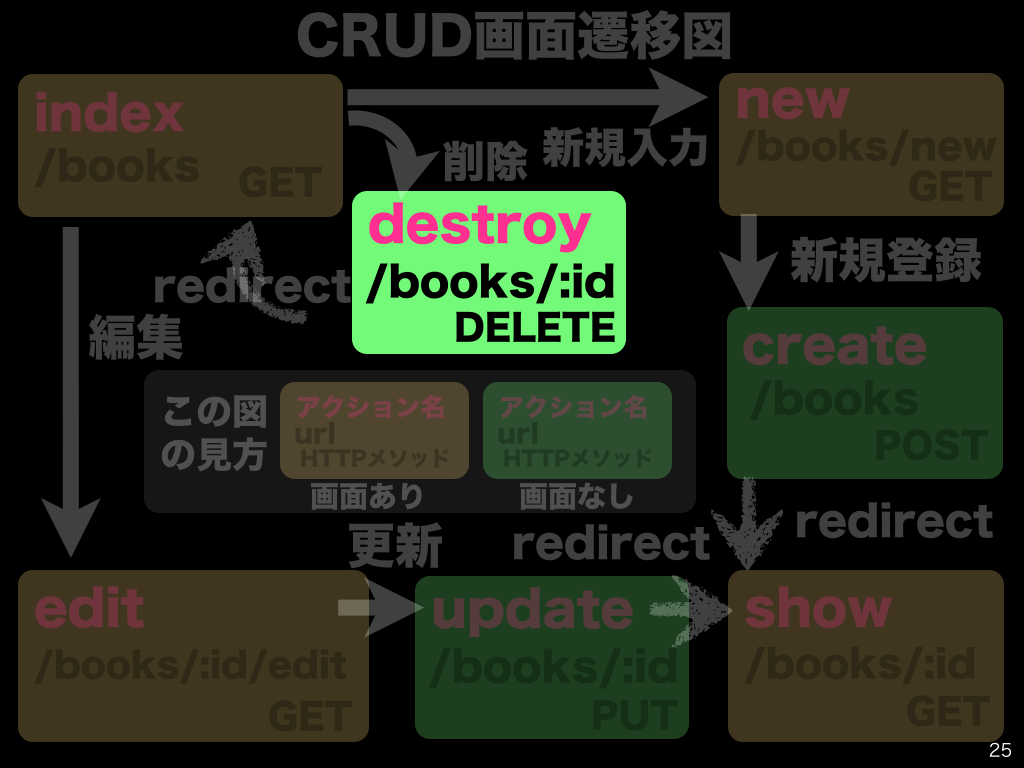 CRUD画面遷移図
index
/books
GET
new
/books/new
GET
削除
新規入力
destroy
/books/:id
DELETE
redirect
編集
新規登録
create
/books
POST
この図
の見方
アクション名
url
HTTPメソッド
画面あり
アクション名
url
HTTPメソッド
画面なし
更新
redirect
redirect
edit
/books/:id/edit
GET
update
/books/:id
PUT
show
/books/:id
GET
25